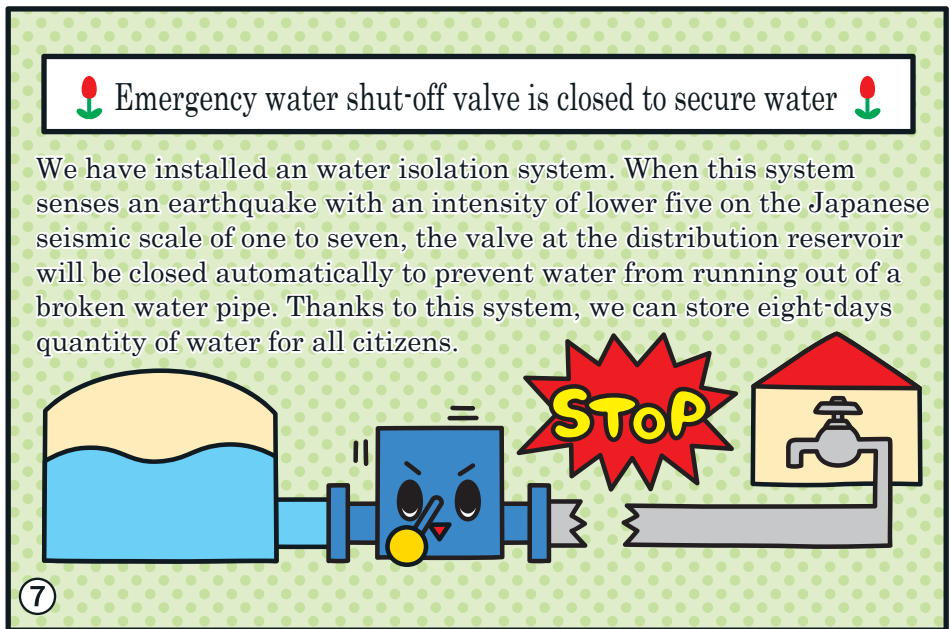 Emergency water shut-off valve is closed to secure water
We have installed an water isolation system. When this system
senses an earthquake with an intensity of lower five on the Japanese
seismic scale of one to seven, the valve at the distribution reservoir
will be closed automatically to prevent water from running out of a
broken water pipe. Thanks to this system, we can store eight-days
quantity of water for all citizens.
STOP
7